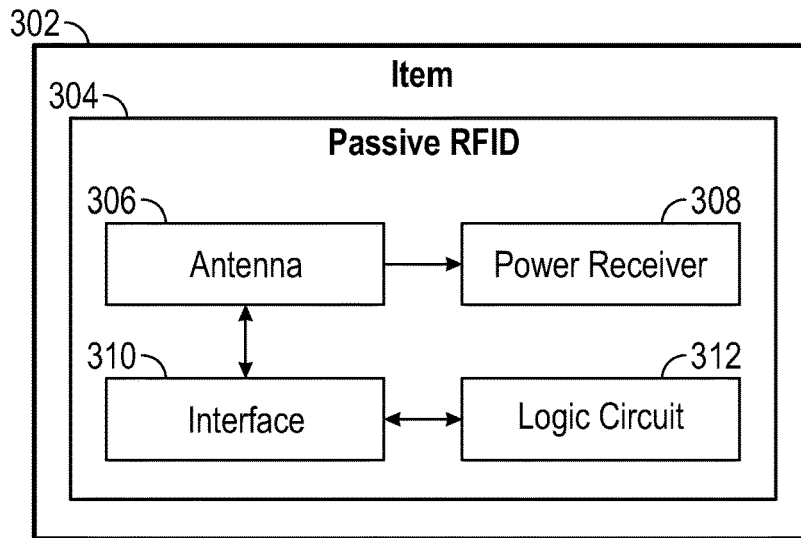 302
Item
304
Passive RFID
306
308
Antenna
Power Receiver
310
312
Interface
Logic Circuit